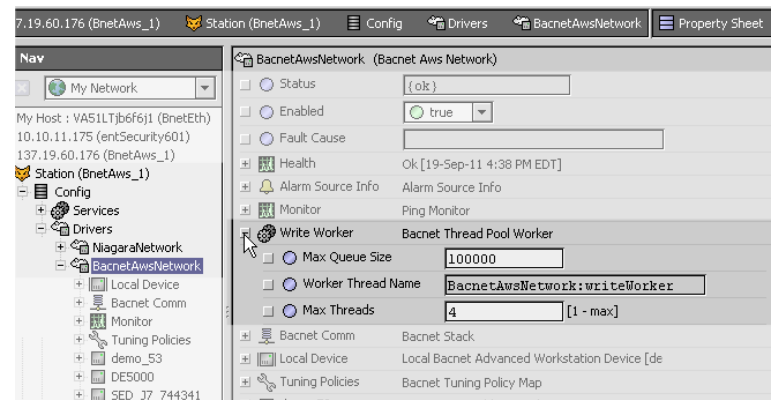 7.19.60.176 (BnetAws_1) Station (BnetAws_1) Config Drivers BacnetAwsNetwork Property Sheet
Nav
My Network
My Host : VA51LTjb6f6j1 (BnetEth)
10.10.11.175 (entSecurity601)
137.19.60.176 (BnetAws_1)
Station (BnetAws_1)
Config
Services
Drivers
NiagaraNetwork
BacnetAwsNetwork
Local Device
Bacnet Comm
Monitor
Tuning Policies
demo_53
DE5000
SED_J7_744341
BacnetAwsNetwork (Bacnet Aws Network)
Status {ok}
Enabled true
Fault Cause
Health Ok [19-Sep-11 4:38 PM EDT]
Alarm Source Info Alarm Source Info
Monitor Ping Monitor
Write Worker Bacnet Thread Pool Worker
Max Queue Size 100000
Worker Thread Name BacnetAwsNetwork:writeWorker
Max Threads 4 [1 - max]
Bacnet Comm Bacnet Stack
Local Device Local Bacnet Advanced Workstation Device [de
Tuning Policies Bacnet Tuning Policy Map